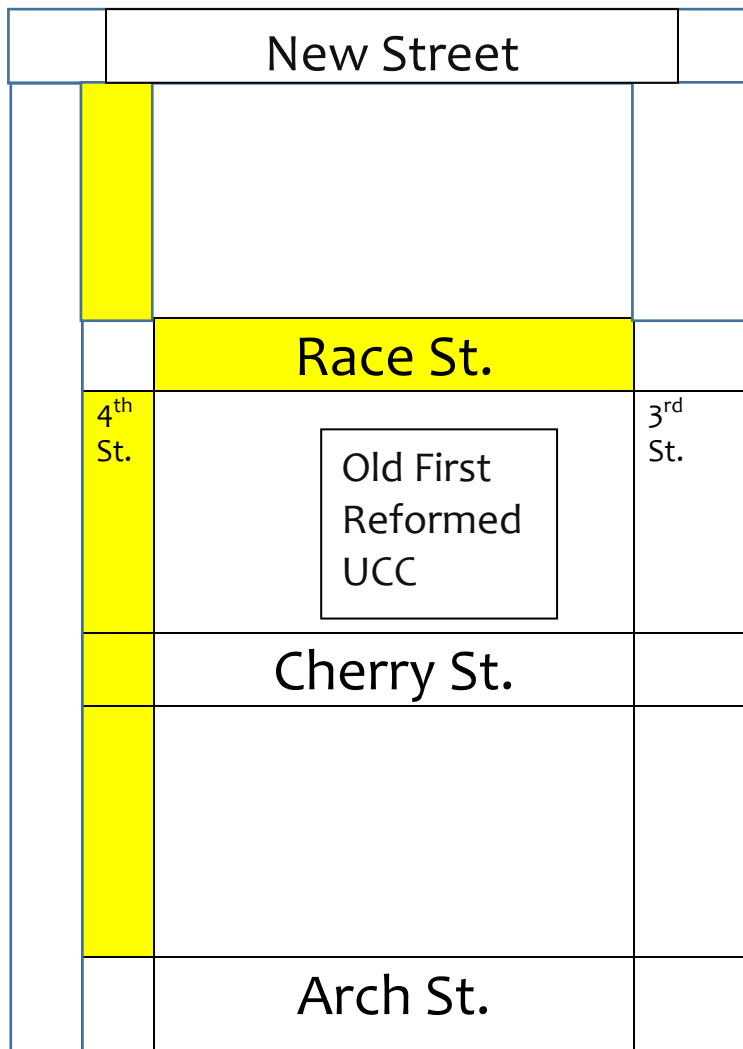 New Street
Race St.
4th
St.
3rd
St.
Old First
Reformed
UCC
Cherry St.
Arch St.